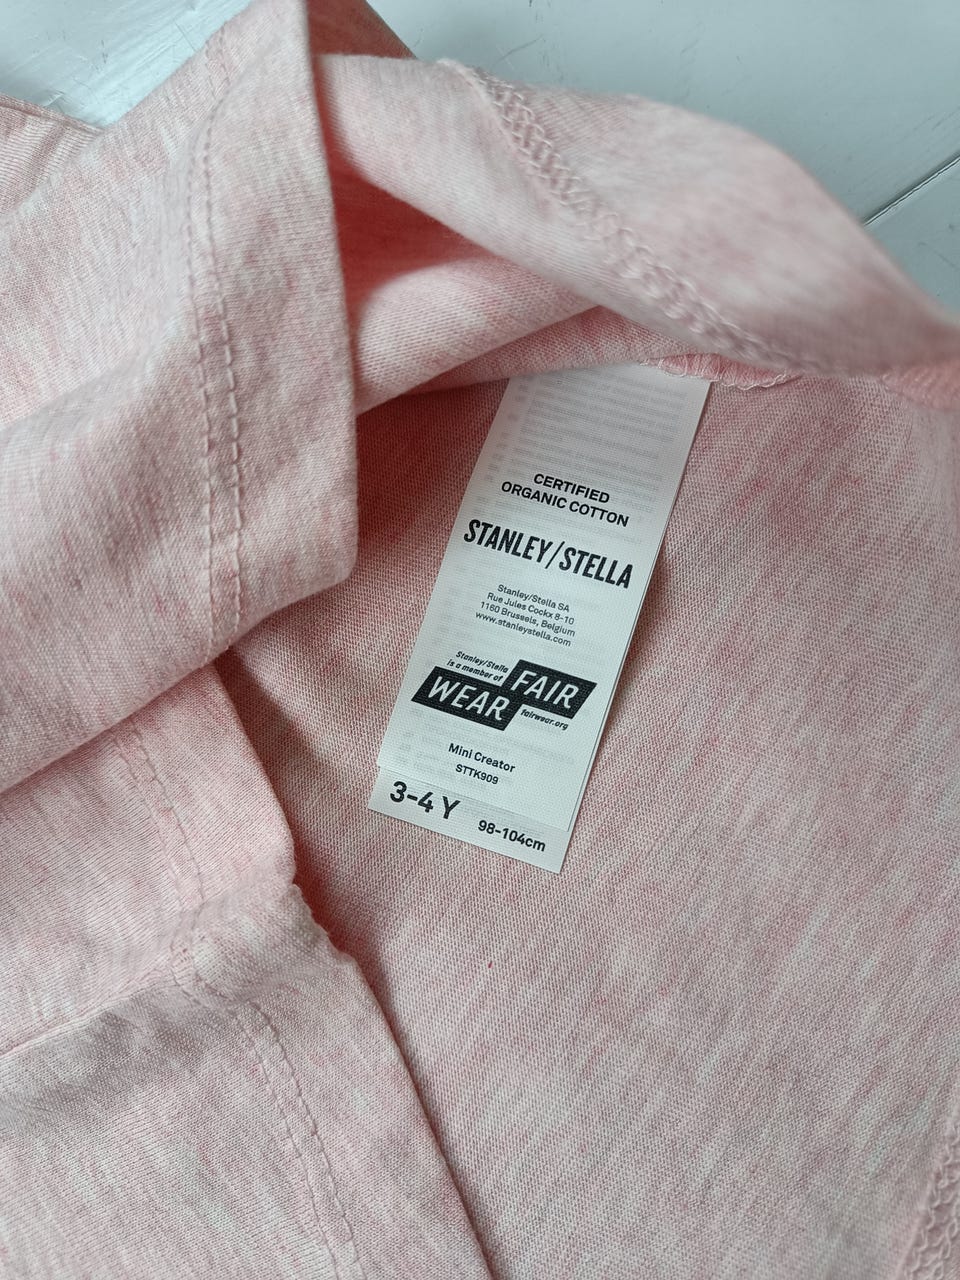 CERTIFIED
ORGANIC COTTON
STANLEY/STELLA
Stanley/Stella SA
Rue Jules Cockx 8-10
1160 Brussels, Belgium
www.stanleystella.com
Stanley/Stella
is a member of
FAIR
WEAR
fairwear.org
Mini Creator
STTK909
3-4 Y
98-104cm